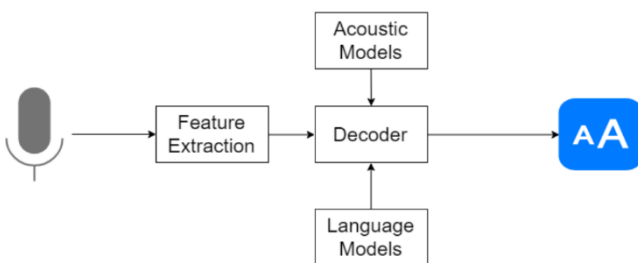 Acoustic
Models
Feature
Extraction
Decoder
AA
Language
Models